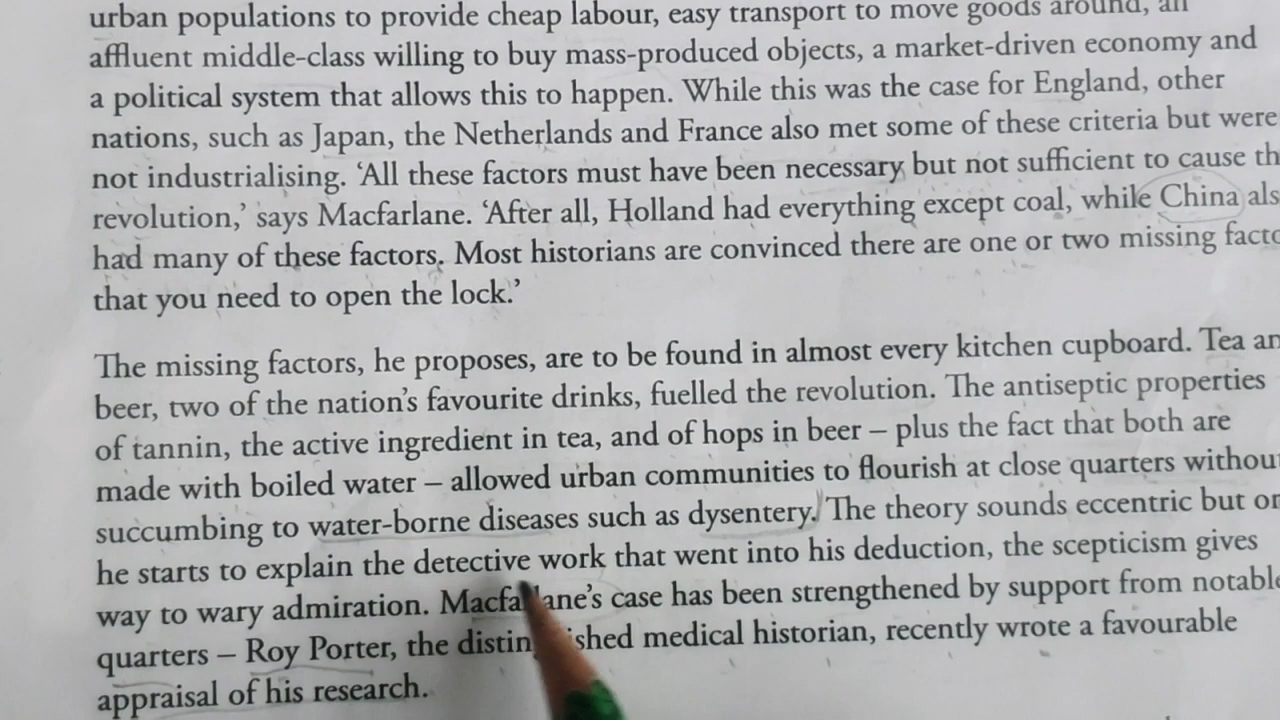 urban populations to provide cheap labour, easy transport to move goods around, an
affluent middle-class willing to buy mass-produced objects, a market-driven economy and
a political system that allows this to happen. While this was the case for England, other
nations, such as Japan, the Netherlands and France also met some of these criteria but were
not industrialising. ‘All these factors must have been necessary but not sufficient to cause th
revolution,’ says Macfarlane. ‘After all, Holland had everything except coal, while China als
had many of these factors. Most historians are convinced there are one or two missing facto
that you need to open the lock.’
The missing factors, he proposes, are to be found in almost every kitchen cupboard. Tea an
beer, two of the nation’s favourite drinks, fuelled the revolution. The antiseptic properties
of tannin, the active ingredient in tea, and of hops in beer – plus the fact that both are
made with boiled water – allowed urban communities to flourish at close quarters without
succumbing to water-borne diseases such as dysentery. The theory sounds eccentric but on
he starts to explain the detective work that went into his deduction, the scepticism gives
way to wary admiration. Macfarlane’s case has been strengthened by support from notable
quarters – Roy Porter, the distinguished medical historian, recently wrote a favourable
appraisal of his research.